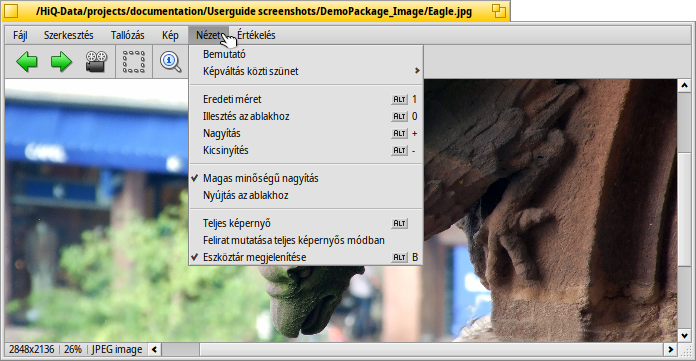 /HiQ-Data/projects/documentation/Userguide screenshots/DemoPackage_Image/Eagle.jpg
Fájl Szerkesztés Tallózás Kép Nézet Értékelés
Bemutató
Képváltás közti szünet
Eredeti méret ALT 1
Illesztés az ablakhoz ALT 0
Nagyítás ALT +
Kicsinyítés ALT -
Magas minőségű nagyítás
Nyújtás az ablakhoz
Teljes képernyő ALT
Felirat mutatása teljes képernyős módban
Eszköztár megjelenítése ALT B
2848x2136 26% JPEG image